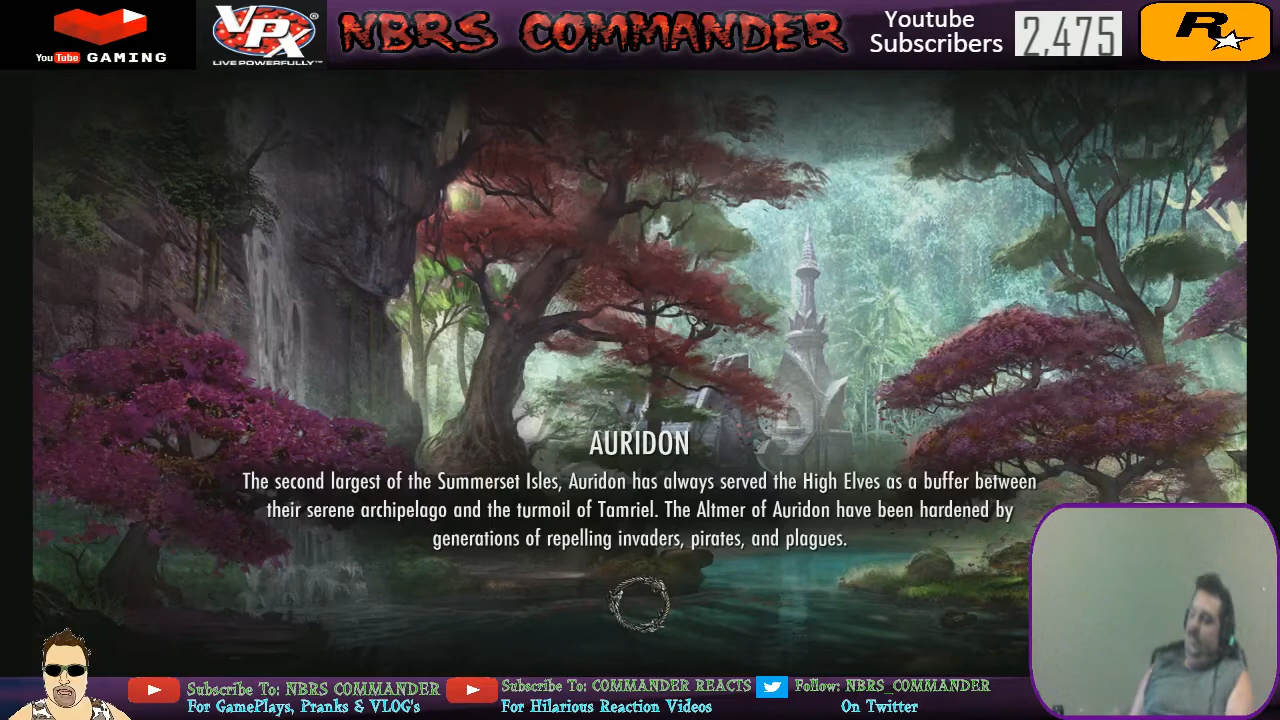 YouTube GAMING
VPX®
LIVE POWERFULLY™
NBRS COMMANDER
Youtube
Subscribers
2,475
R
AURIDON
The second largest of the Summerset Isles, Auridon has always served the High Elves as a buffer between
their serene archipelago and the turmoil of Tamriel. The Altmer of Auridon have been hardened by
generations of repelling invaders, pirates, and plagues.
Subscribe To: NBRS COMMANDER
For GamePlays, Pranks & VLOG's
Subscribe To: COMMANDER REACTS
For Hilarious Reaction Videos
Follow: NBRS_COMMANDER
On Twitter